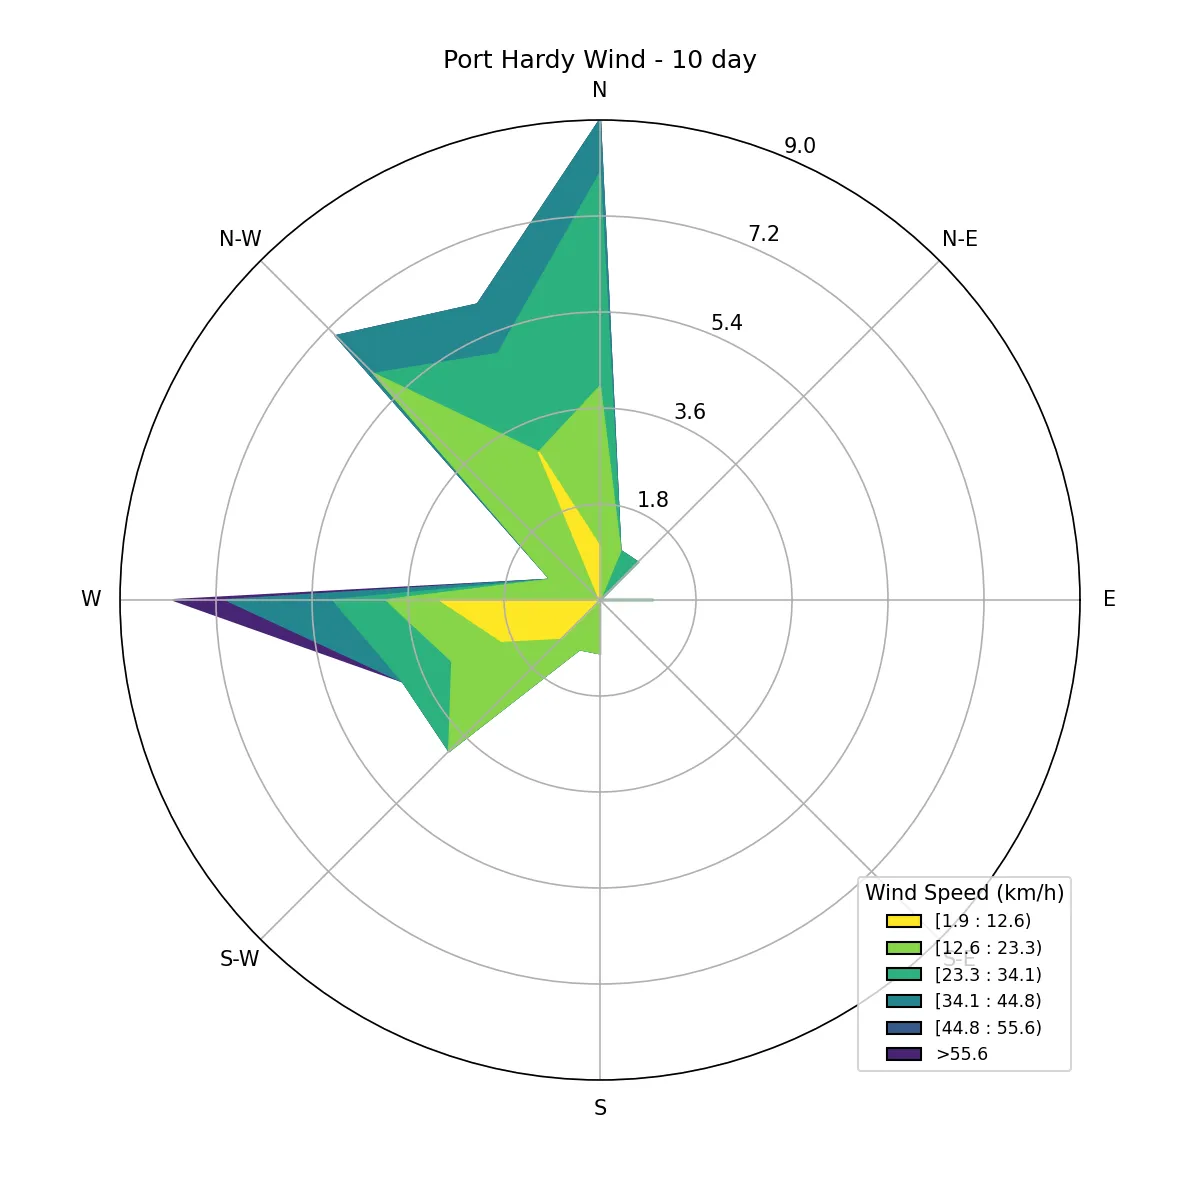 Port Hardy Wind - 10 day
N
9.0
N-W
N-E
7.2
5.4
3.6
1.8
W
E
Wind Speed (km/h)
[1.9 : 12.6)
[12.6 : 23.3)
S-W
S-E
[23.3 : 34.1)
[34.1 : 44.8)
[44.8 : 55.6)
>55.6
S